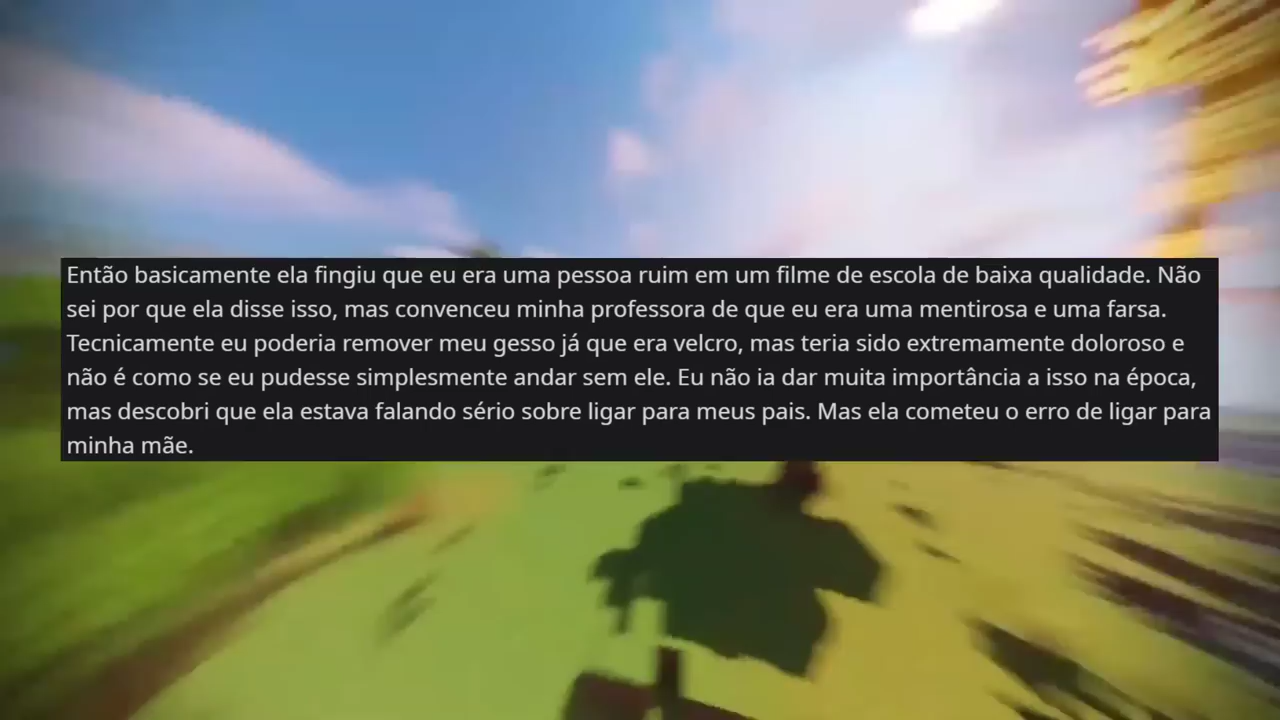 Então basicamente ela fingiu que eu era uma pessoa ruim em um filme de escola de baixa qualidade. Não
sei por que ela disse isso, mas convenceu minha professora de que eu era uma mentirosa e uma farsa.
Tecnicamente eu poderia remover meu gesso já que era velcro, mas teria sido extremamente doloroso e
não é como se eu pudesse simplesmente andar sem ele. Eu não ia dar muita importância a isso na época,
mas descobri que ela estava falando sério sobre ligar para meus pais. Mas ela cometeu o erro de ligar para
minha mãe.